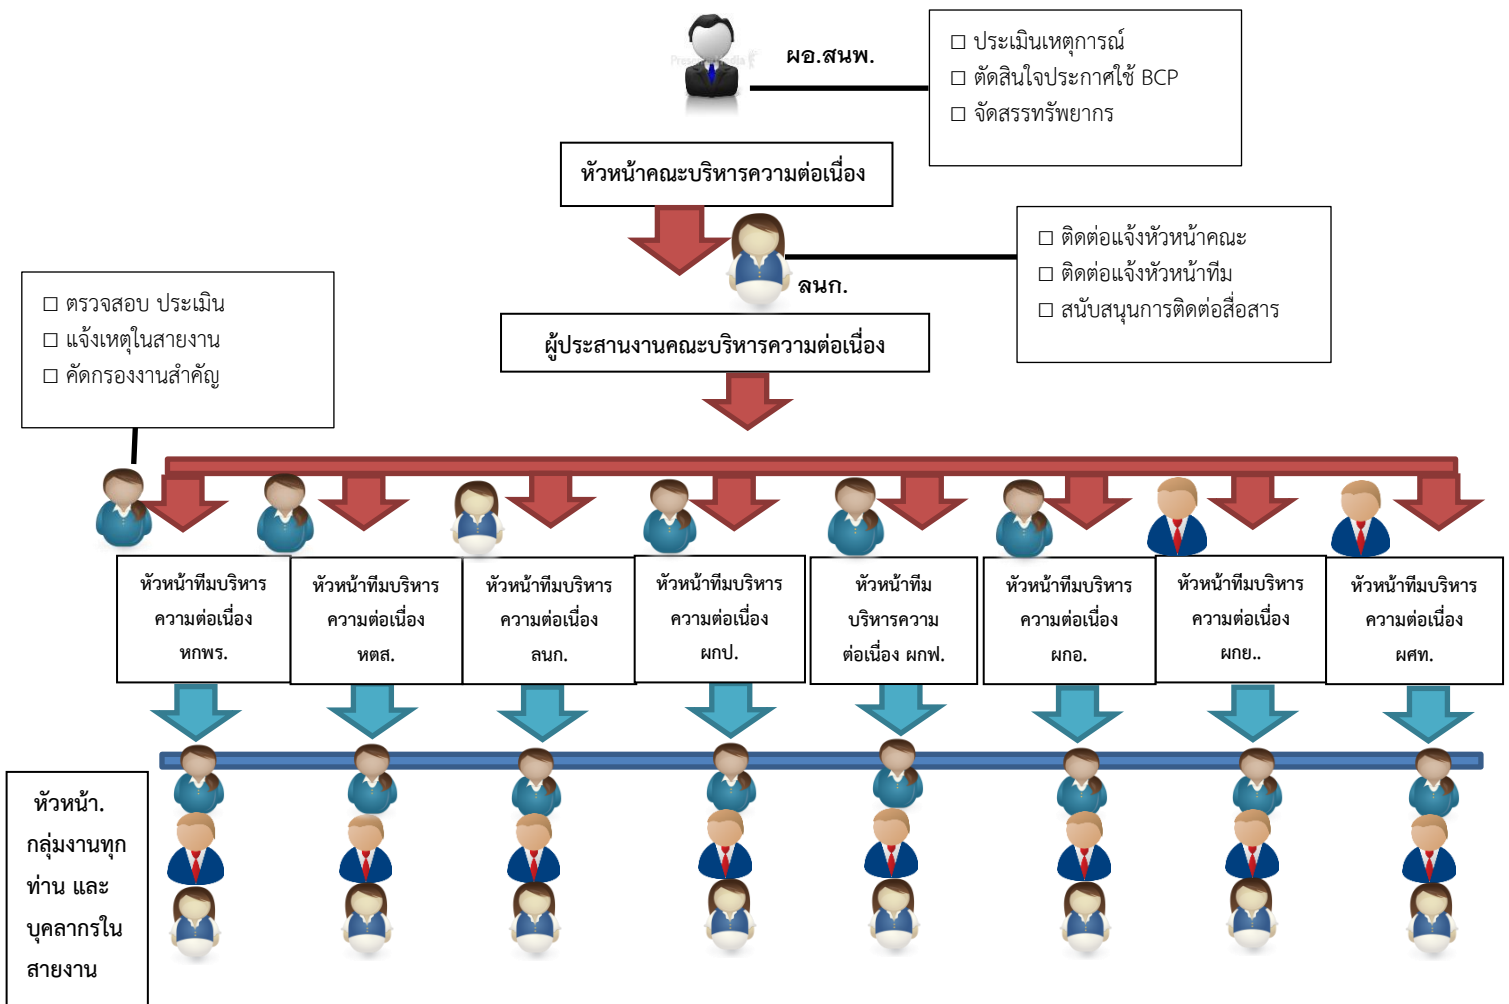 ผอ.สนพ.
□ ประเมินเหตุการณ์
□ ตัดสินใจประกาศใช้ BCP
□ จัดสรรทรัพยากร
หัวหน้าคณะบริหารความต่อเนื่อง
□ ติดต่อแจ้งหัวหน้าคณะ
□ ติดต่อแจ้งหัวหน้าทีม
□ สนับสนุนการติดต่อสื่อสาร
ลนก.
ผู้ประสานงานคณะบริหารความต่อเนื่อง
□ ตรวจสอบ ประเมิน
□ แจ้งเหตุในสายงาน
□ คัดกรองงานสำคัญ
หัวหน้าทีมบริหาร
ความต่อเนื่อง
หกพร.
หัวหน้าทีมบริหาร
ความต่อเนื่อง
หตส.
หัวหน้าทีมบริหาร
ความต่อเนื่อง
ลนก.
หัวหน้าทีมบริหาร
ความต่อเนื่อง
ผกป.
หัวหน้าทีม
บริหารความ
ต่อเนื่อง ผกฟ.
หัวหน้าทีมบริหาร
ความต่อเนื่อง
ผกอ.
หัวหน้าทีมบริหาร
ความต่อเนื่อง
ผกย..
หัวหน้าทีมบริหาร
ความต่อเนื่อง
ผศท.
หัวหน้า.
กลุ่มงานทุก
ท่าน และ
บุคลากรใน
สายงาน